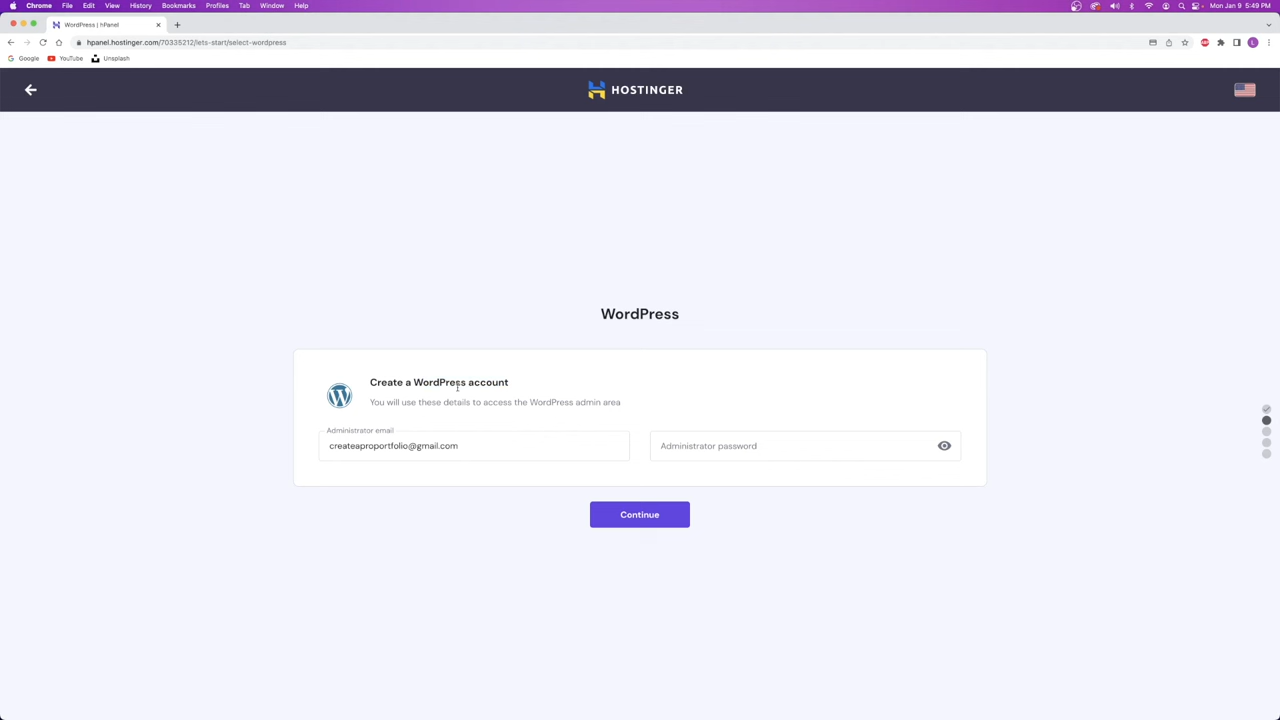 Chrome File Edit View History Bookmarks Profiles Tab Window Help Mon Jan 9 5:49 PM
WordPress | hPanel
hpanel.hostinger.com/70335212/lets-start/select-wordpress
Google YouTube Unsplash
HOSTINGER
WordPress
Create a WordPress account
You will use these details to access the WordPress admin area
Administrator email
createaproportfolio@gmail.com
Administrator password
Continue